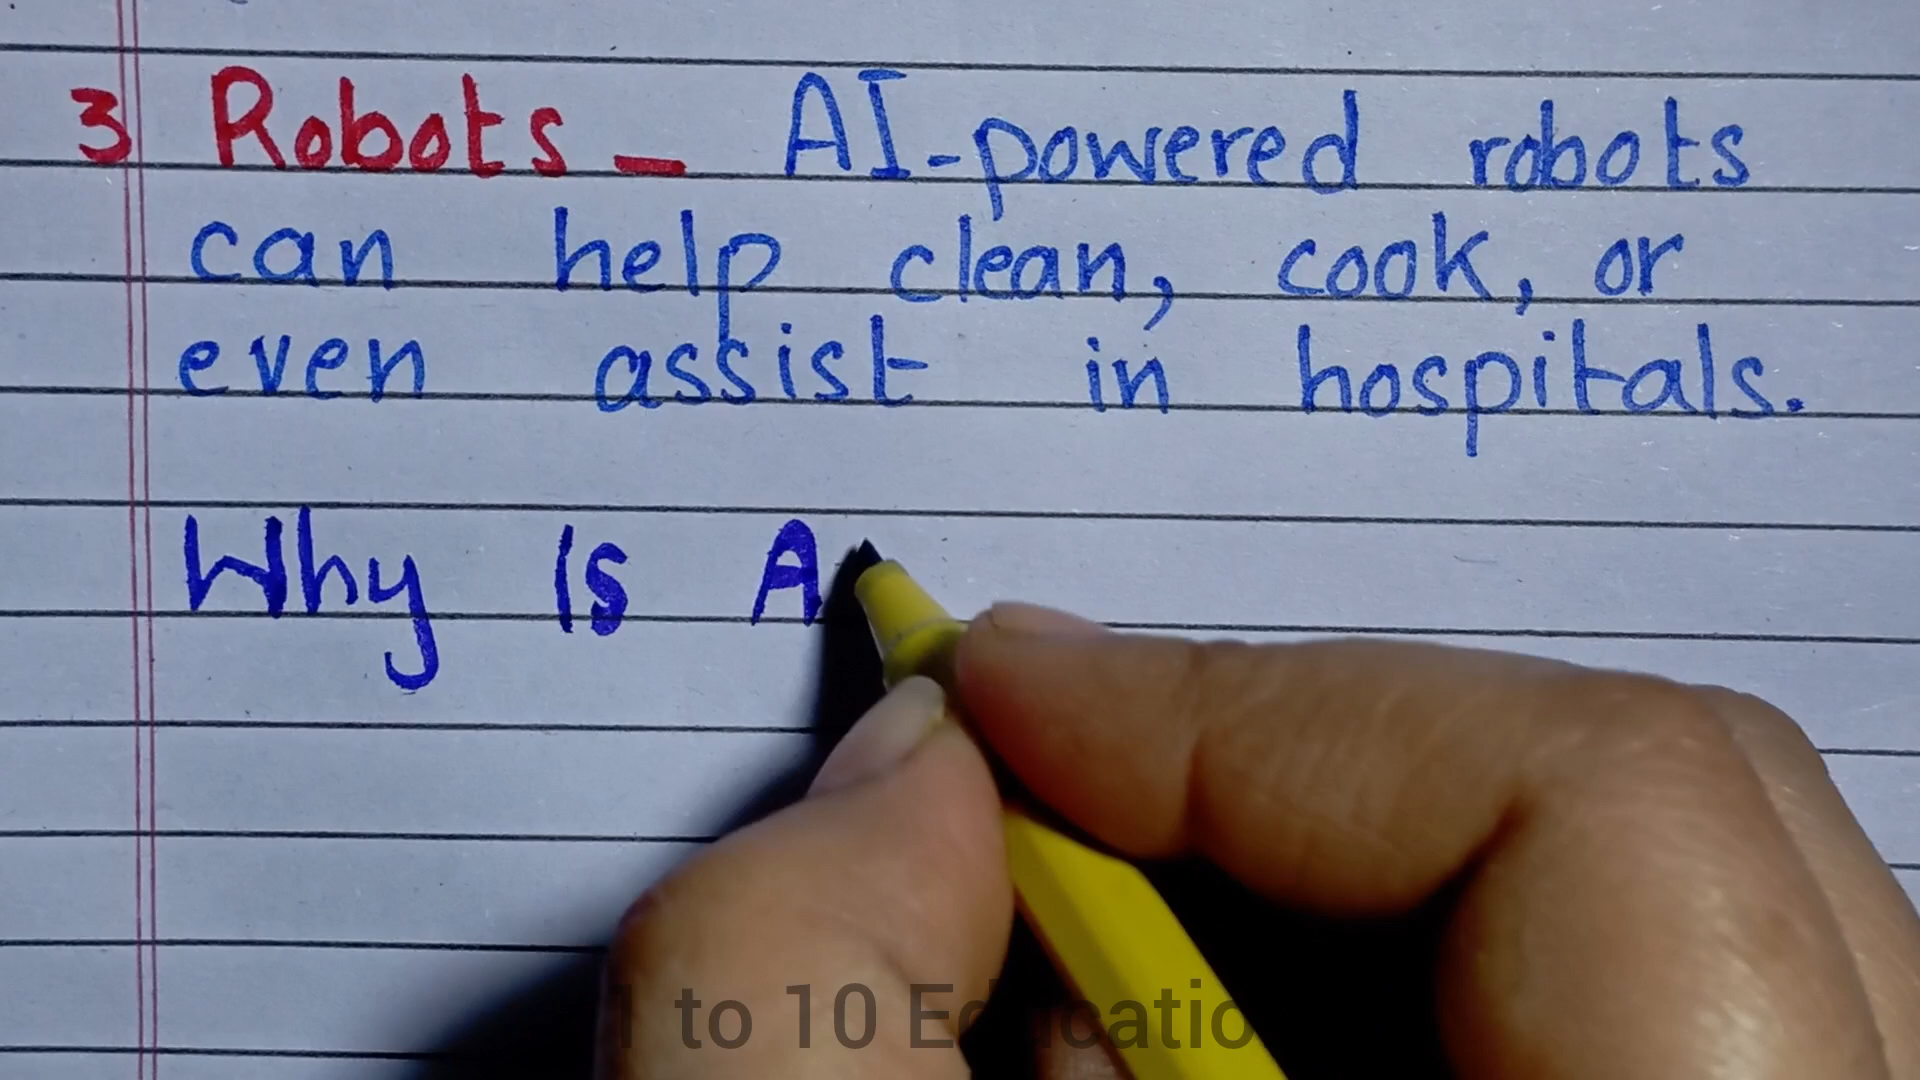 3 Robots - AI-powered robots
can help clean, cook, or
even assist in hospitals.
Why Is A
1 to 10 Educatio